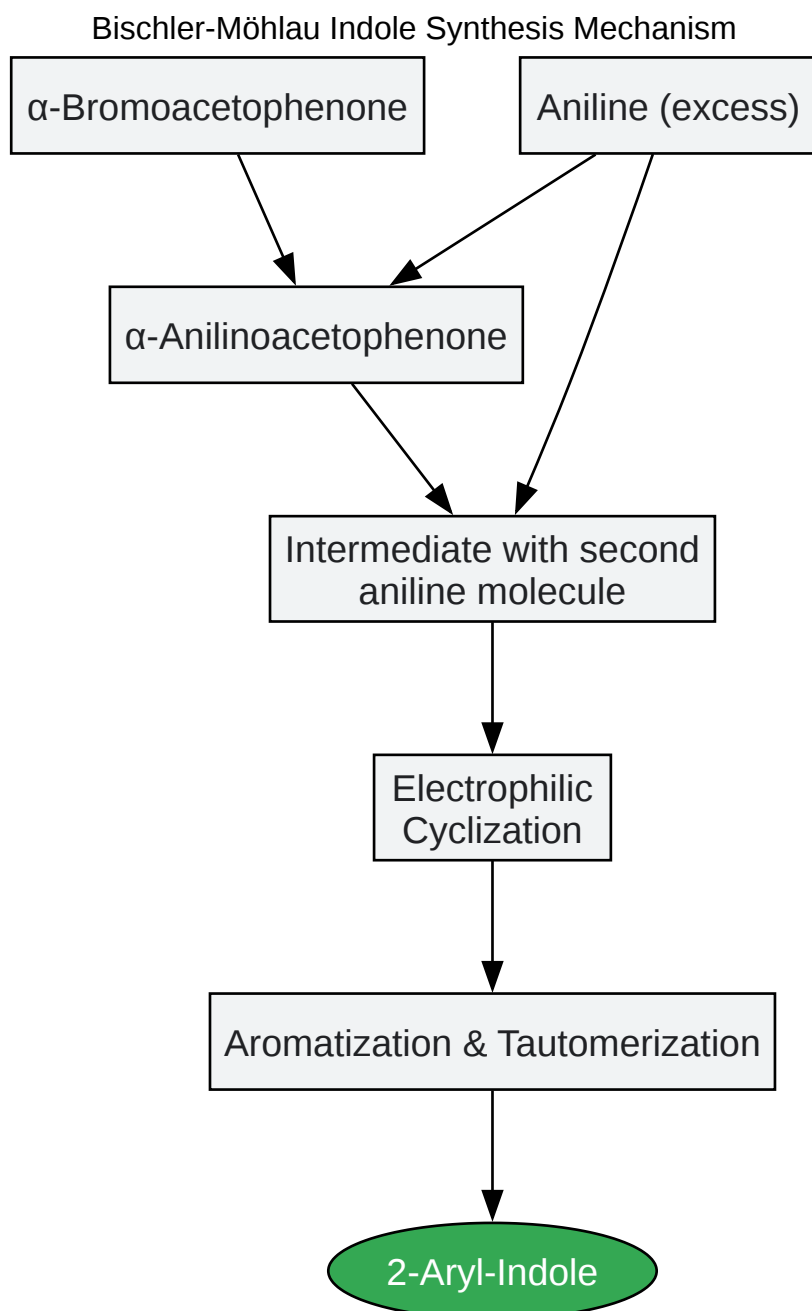 Bischler-Möhlau Indole Synthesis Mechanism
α-Bromoacetophenone
Aniline (excess)
α-Anilinoacetophenone
Intermediate with second
aniline molecule
Electrophilic
Cyclization
Aromatization & Tautomerization
2-Aryl-Indole